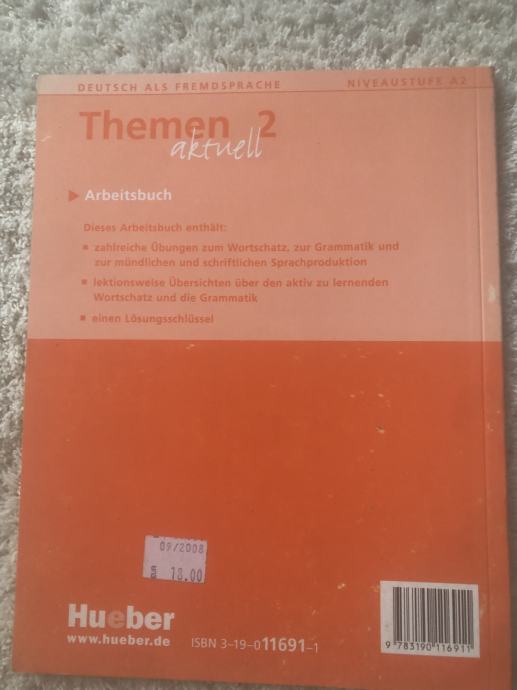 DEUTSCH ALS FREMDSPRACHE NIVEAUSTUFE A2
Themen 2
aktuell
Arbeitsbuch
Dieses Arbeitsbuch enthält:
▪ zahlreiche Übungen zum Wortschatz, zur Grammatik und
zur mündlichen und schriftlichen Sprachproduktion
▪ lektionsweise Übersichten über den aktiv zu lernenden
Wortschatz und die Grammatik
▪ einen Lösungsschlüssel
09/2008
18.00
Hueber
www.hueber.de
ISBN 3–19–011691–1
9 783190 116911